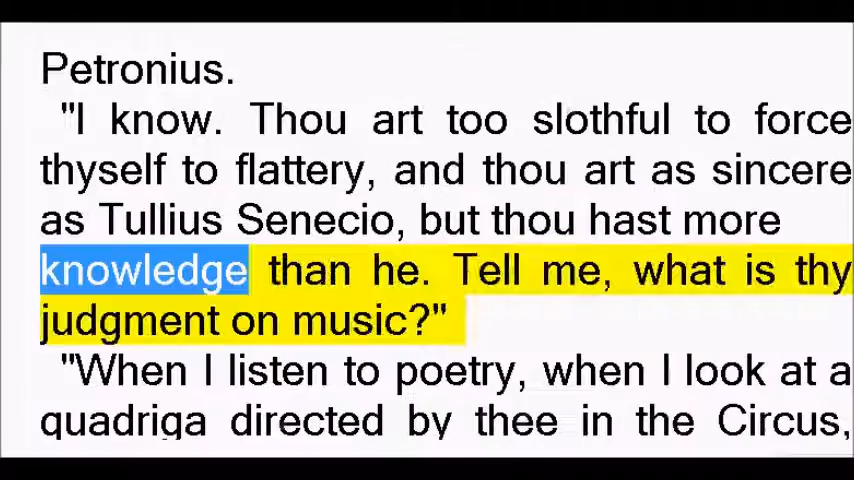 Petronius.
"I know. Thou art too slothful to force
thyself to flattery, and thou art as sincere
as Tullius Senecio, but thou hast more
knowledge than he. Tell me, what is thy
judgment on music?"
"When I listen to poetry, when I look at a
quadriga directed by thee in the Circus,